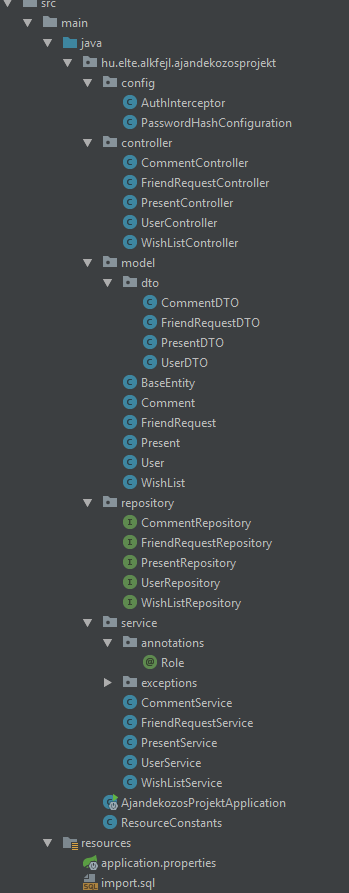 src
main
java
hu.elte.alkfejl.ajandekozosprojekt
config
AuthInterceptor
PasswordHashConfiguration
controller
CommentController
FriendRequestController
PresentController
UserController
WishListController
model
dto
CommentDTO
FriendRequestDTO
PresentDTO
UserDTO
BaseEntity
Comment
FriendRequest
Present
User
WishList
repository
CommentRepository
FriendRequestRepository
PresentRepository
UserRepository
WishListRepository
service
annotations
Role
exceptions
CommentService
FriendRequestService
PresentService
UserService
WishListService
AjandekozosProjektApplication
ResourceConstants
resources
application.properties
import.sql